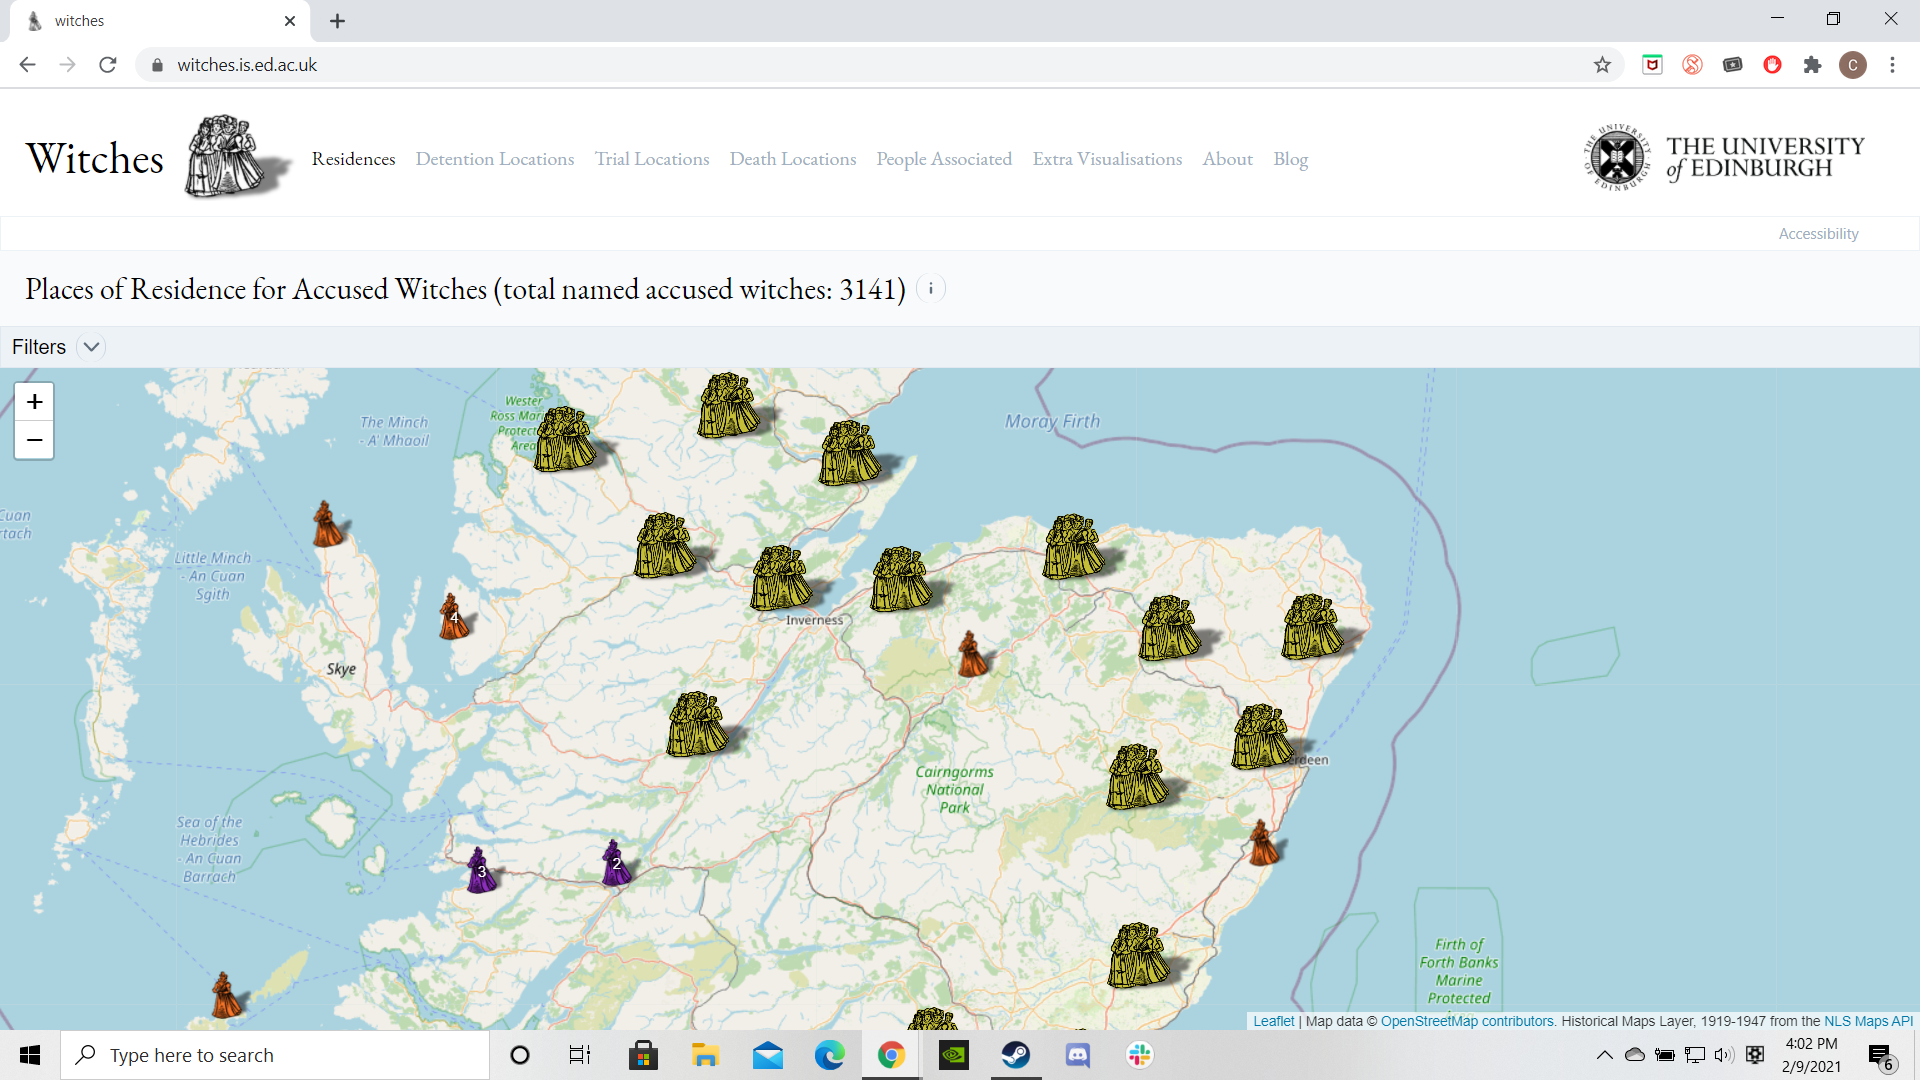 witches
witches.is.ed.ac.uk
C
Witches
Residences
Detention Locations
Trial Locations
Death Locations
People Associated
Extra Visualisations
About
Blog
THE UNIVERSITY
of EDINBURGH
Accessibility
Places of Residence for Accused Witches (total named accused witches: 3141)
i
Filters
+
−
The Minch
- A' Mhaoil
Wester
Ross
Area
Moray Firth
Cuan
Little Minch
- An Cuan
Sgith
4
Inverness
Skye
Cairngorms
National
Park
Sea of the
Hebrides
- An Cuan
Barrach
3
2
Firth of
Forth Banks
Marine
Protected
Leaflet | Map data © OpenStreetMap contributors. Historical Maps Layer, 1919-1947 from the NLS Maps API
Type here to search
4:02 PM
2/9/2021
6